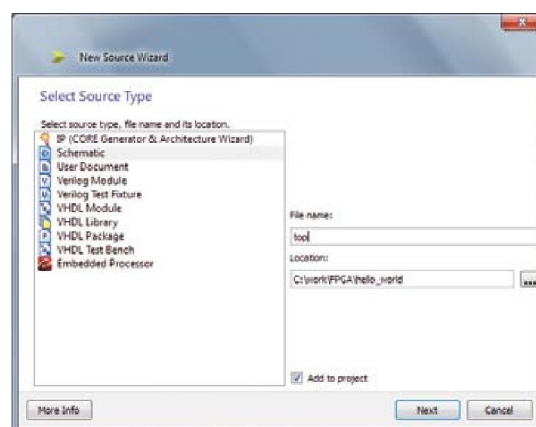 New Source Wizard
Select Source Type
Select source type, file name and its location.
IP (CORE Generator & Architecture Wizard)
Schematic
User Document
Verilog Module
Verilog Test Fixture
VHDL Module
VHDL Library
VHDL Package
VHDL Test Bench
Embedded Processor
File name:
top
Location:
C:\work\FPGA\hello_world
...
Add to project
More Info
Next
Cancel